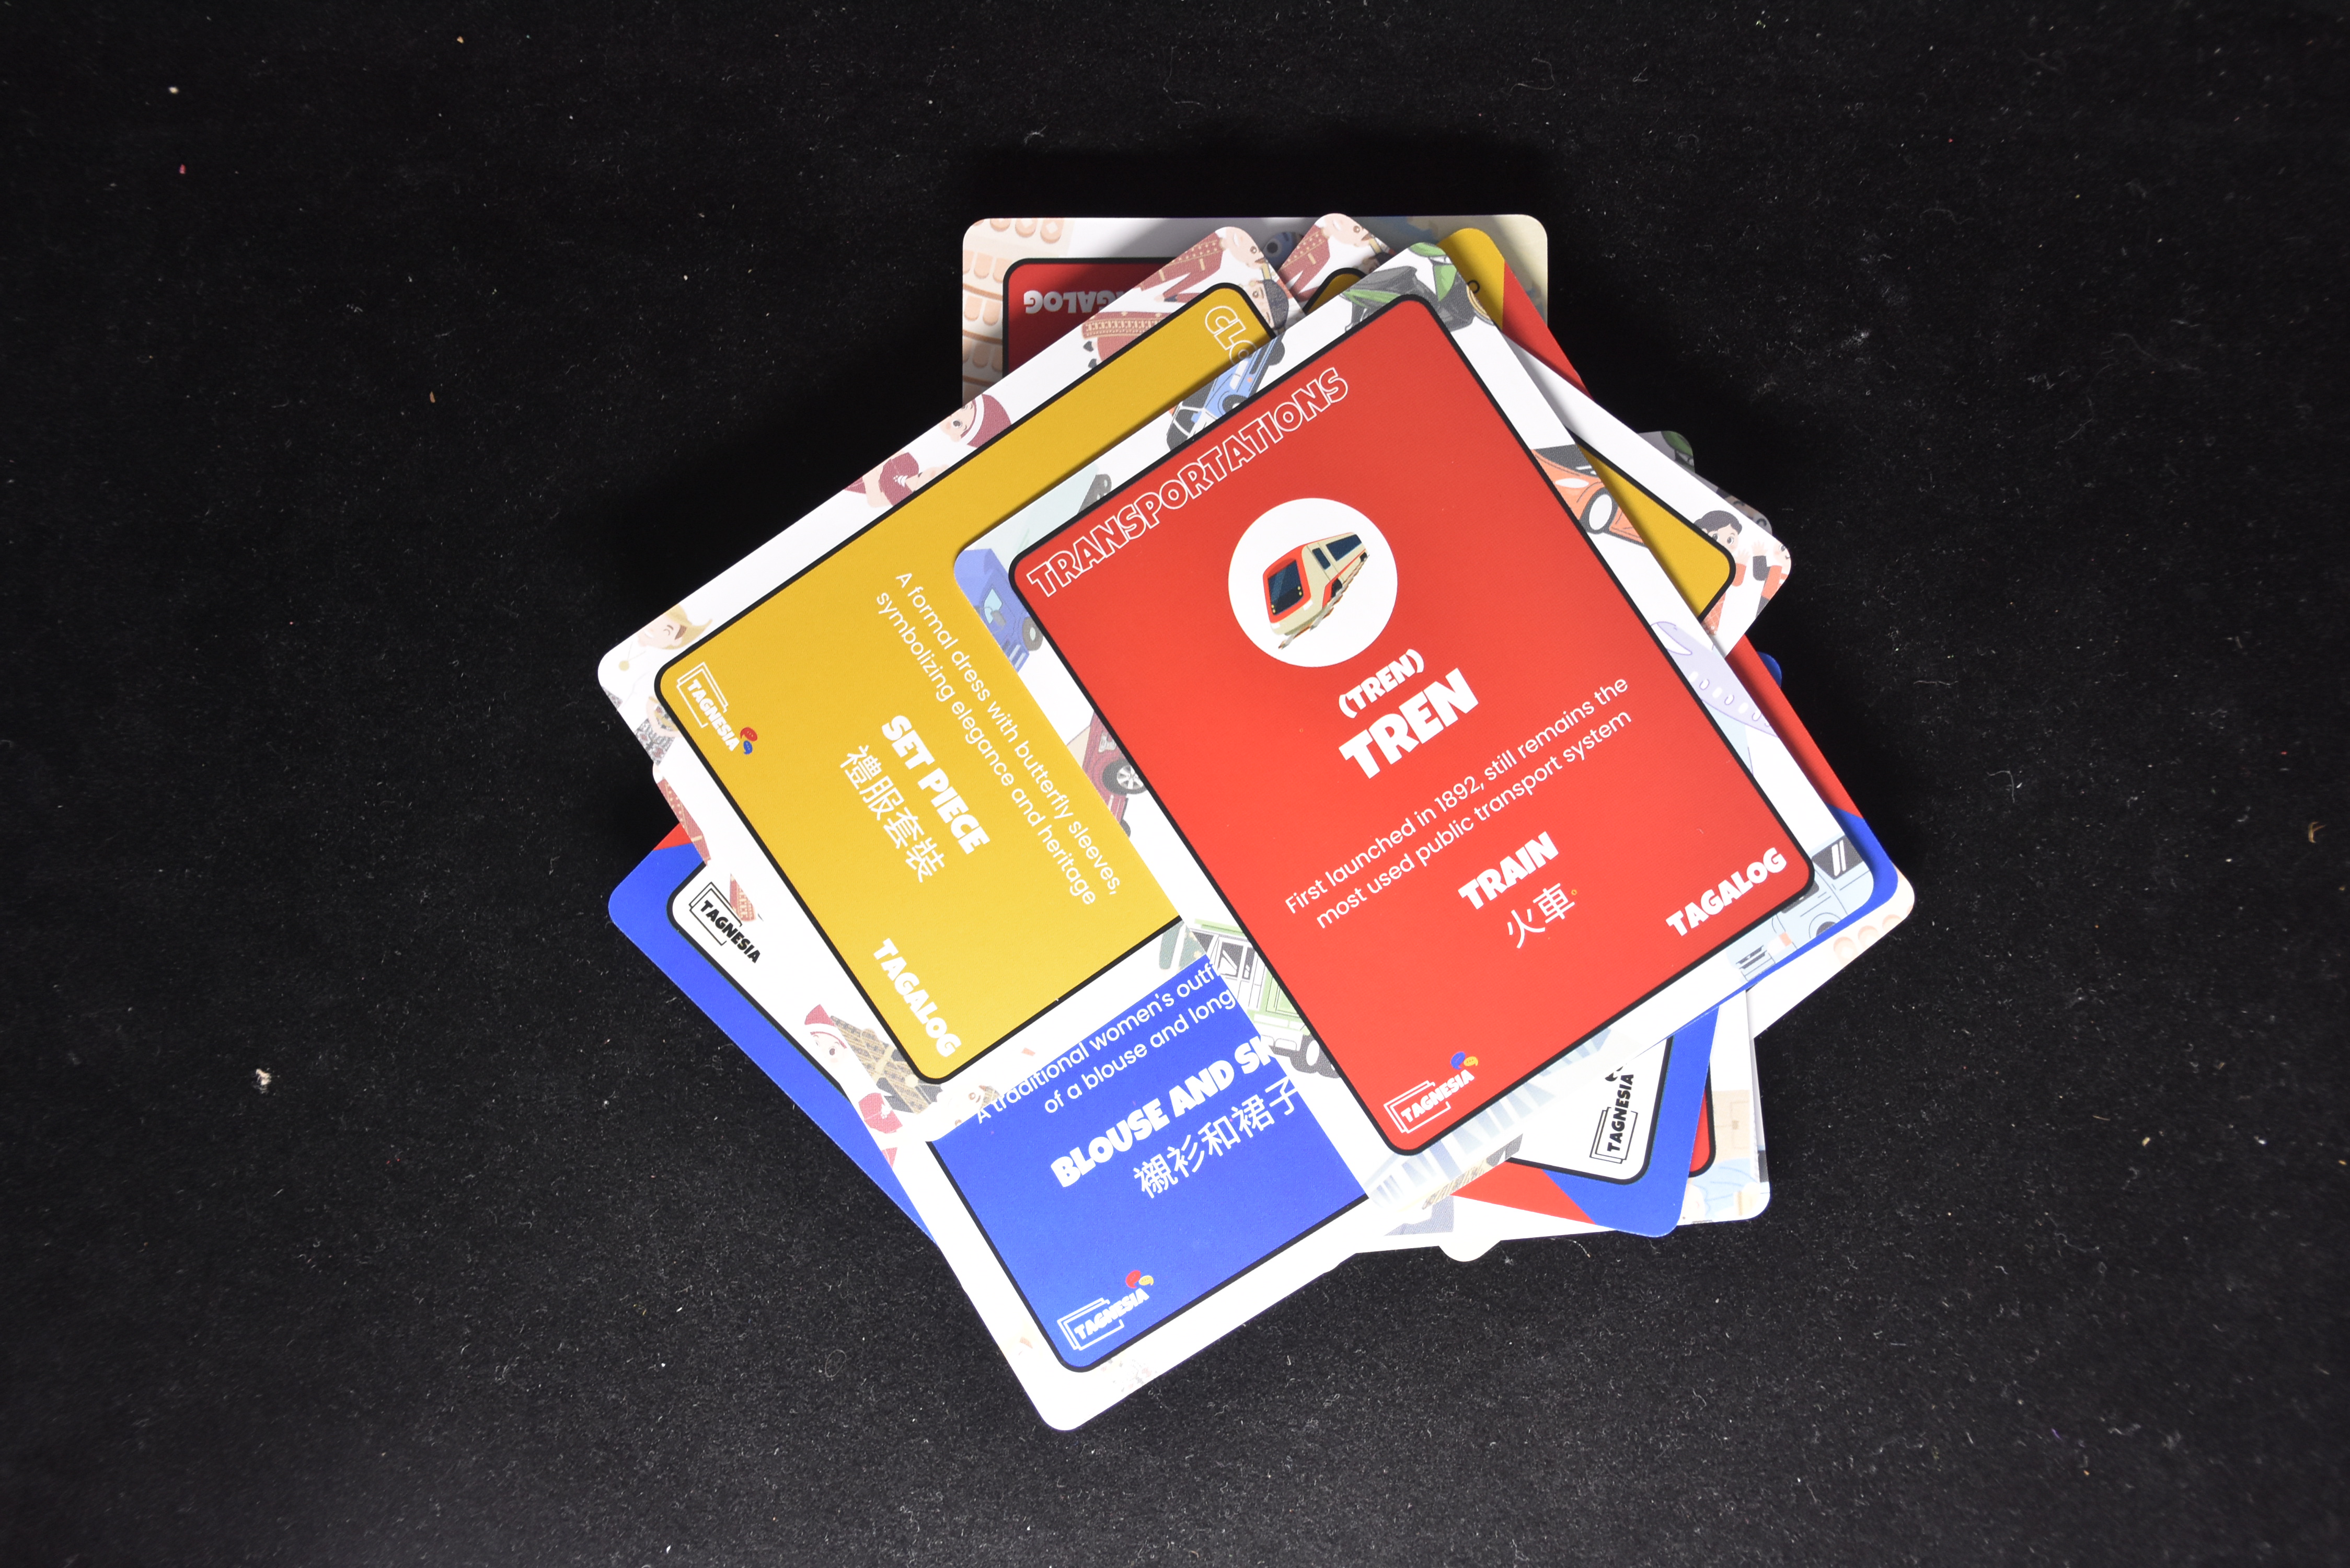 TAGNESIA
TAGNESIA
TAGALOG
SET PIECE
禮服套裝
A formal dress with butterfly sleeves,
symbolizing elegance and heritage
TAGNESIA
BLOUSE AND
襯衫和裙子
A traditional women's
of a blouse and long
TRANSPORTATIONS
(TREN)
TREN
First launched in 1892, still remains the
most used public transport system
TRAIN
火車
TAGNESIA
TAGALOG
TAGNESIA